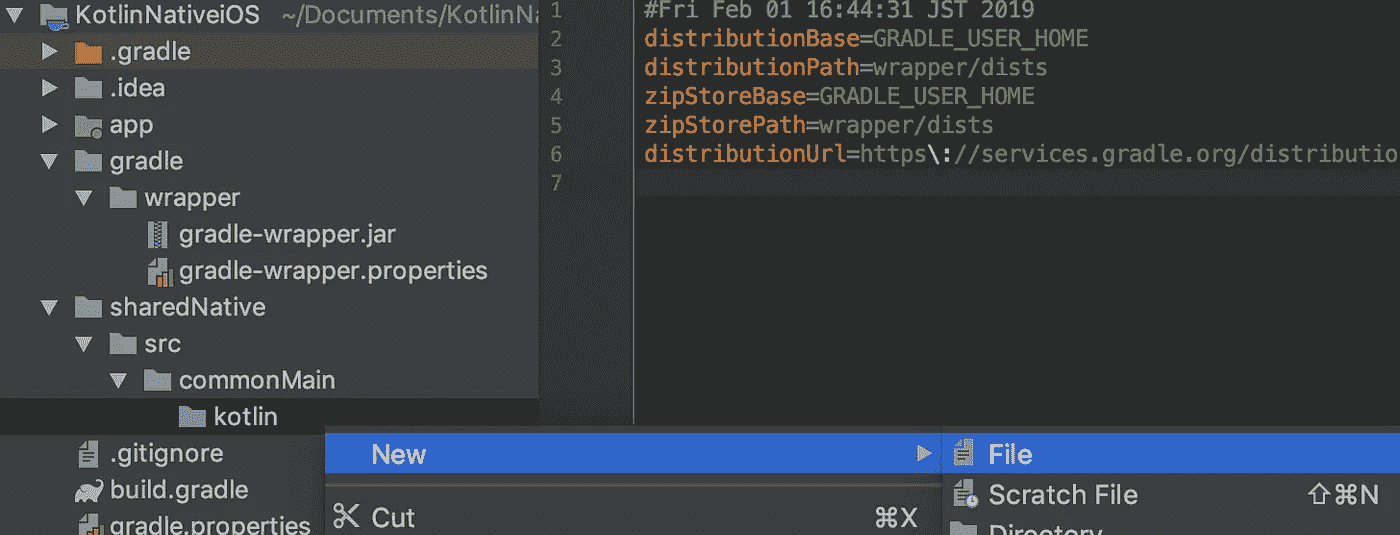 KotlinNativeiOS ~/Documents/KotlinNa
.gradle
.idea
app
gradle
wrapper
gradle-wrapper.jar
gradle-wrapper.properties
sharedNative
src
commonMain
kotlin
.gitignore
build.gradle
gradle.properties
1 #Fri Feb 01 16:44:31 JST 2019
2 distributionBase=GRADLE_USER_HOME
3 distributionPath=wrapper/dists
4 zipStoreBase=GRADLE_USER_HOME
5 zipStorePath=wrapper/dists
6 distributionUrl=https\://services.gradle.org/distributio
7
New
Cut ⌘X
File
Scratch File ⇧⌘N
Directory